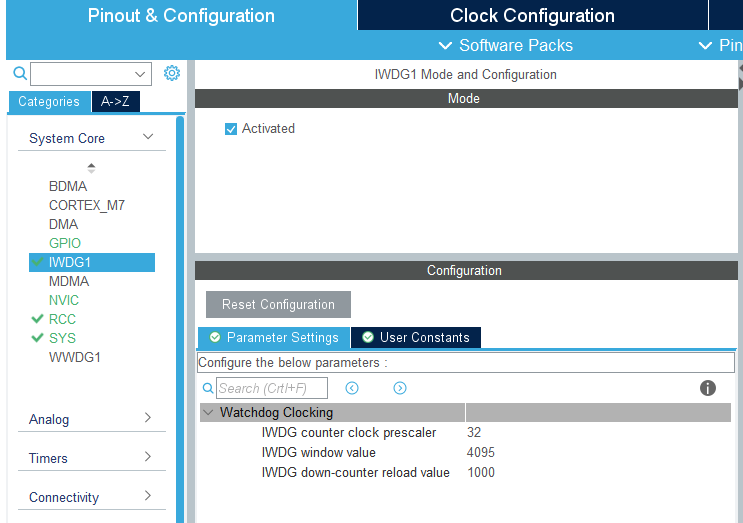 Pinout & Configuration
Clock Configuration
Software Packs
Pin
Categories
A->Z
System Core
BDMA
CORTEX_M7
DMA
GPIO
IWDG1
MDMA
NVIC
RCC
SYS
WWDG1
Analog
Timers
Connectivity
IWDG1 Mode and Configuration
Mode
Activated
Configuration
Reset Configuration
Parameter Settings
User Constants
Configure the below parameters :
Search (Crtl+F)
Watchdog Clocking
IWDG counter clock prescaler 32
IWDG window value 4095
IWDG down-counter reload value 1000